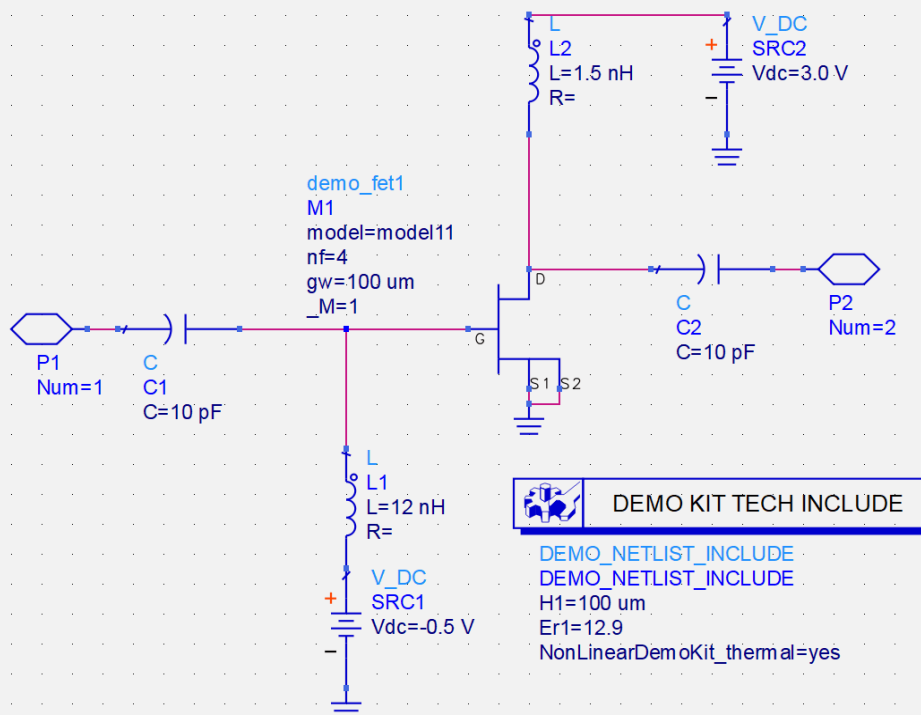 L
L2
L=1.5 nH
R=
V_DC
SRC2
Vdc=3.0 V
+
−
demo_fet1
M1
model=model11
nf=4
gw=100 um
_M=1
D
G
S1 S2
P1
Num=1
C
C1
C=10 pF
C
C2
C=10 pF
P2
Num=2
L
L1
L=12 nH
R=
V_DC
SRC1
Vdc=-0.5 V
+
−
DEMO KIT TECH INCLUDE
DEMO_NETLIST_INCLUDE
DEMO_NETLIST_INCLUDE
H1=100 um
Er1=12.9
NonLinearDemoKit_thermal=yes